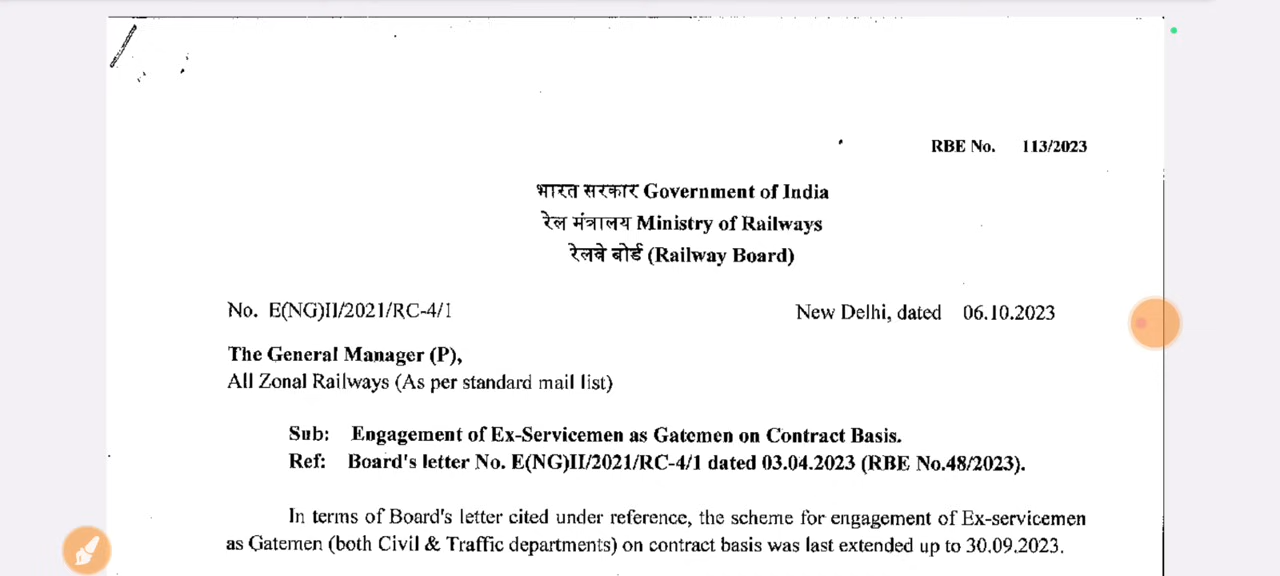 RBE No. 113/2023
भारत सरकार Government of India
रेल मंत्रालय Ministry of Railways
रेलवे बोर्ड (Railway Board)
No. E(NG)II/2021/RC-4/1 New Delhi, dated 06.10.2023
The General Manager (P),
All Zonal Railways (As per standard mail list)
Sub: Engagement of Ex-Servicemen as Gatemen on Contract Basis.
Ref: Board's letter No. E(NG)II/2021/RC-4/1 dated 03.04.2023 (RBE No.48/2023).
In terms of Board's letter cited under reference, the scheme for engagement of Ex-servicemen
as Gatemen (both Civil & Traffic departments) on contract basis was last extended up to 30.09.2023.